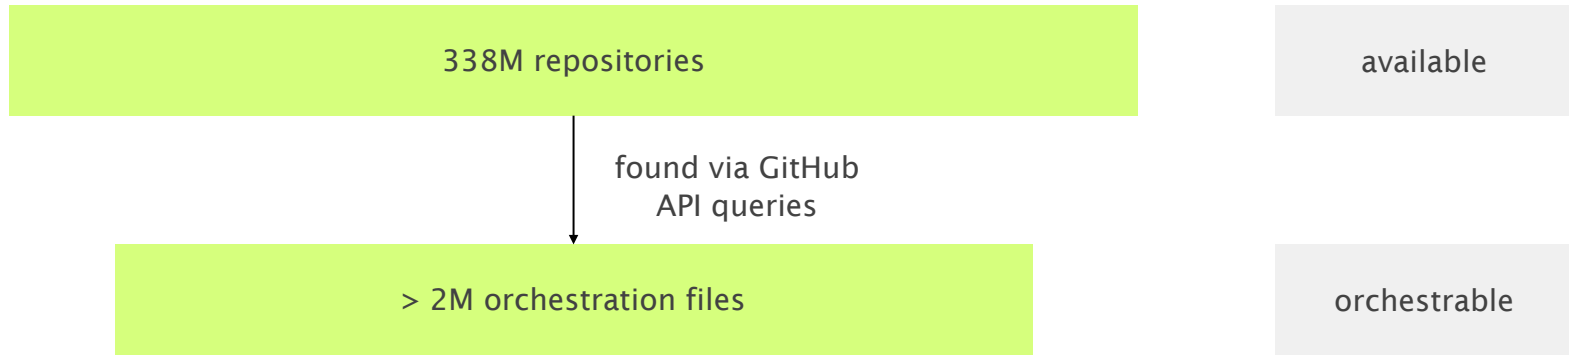 338M repositories
available
found via GitHub
API queries
> 2M orchestration files
orchestrable